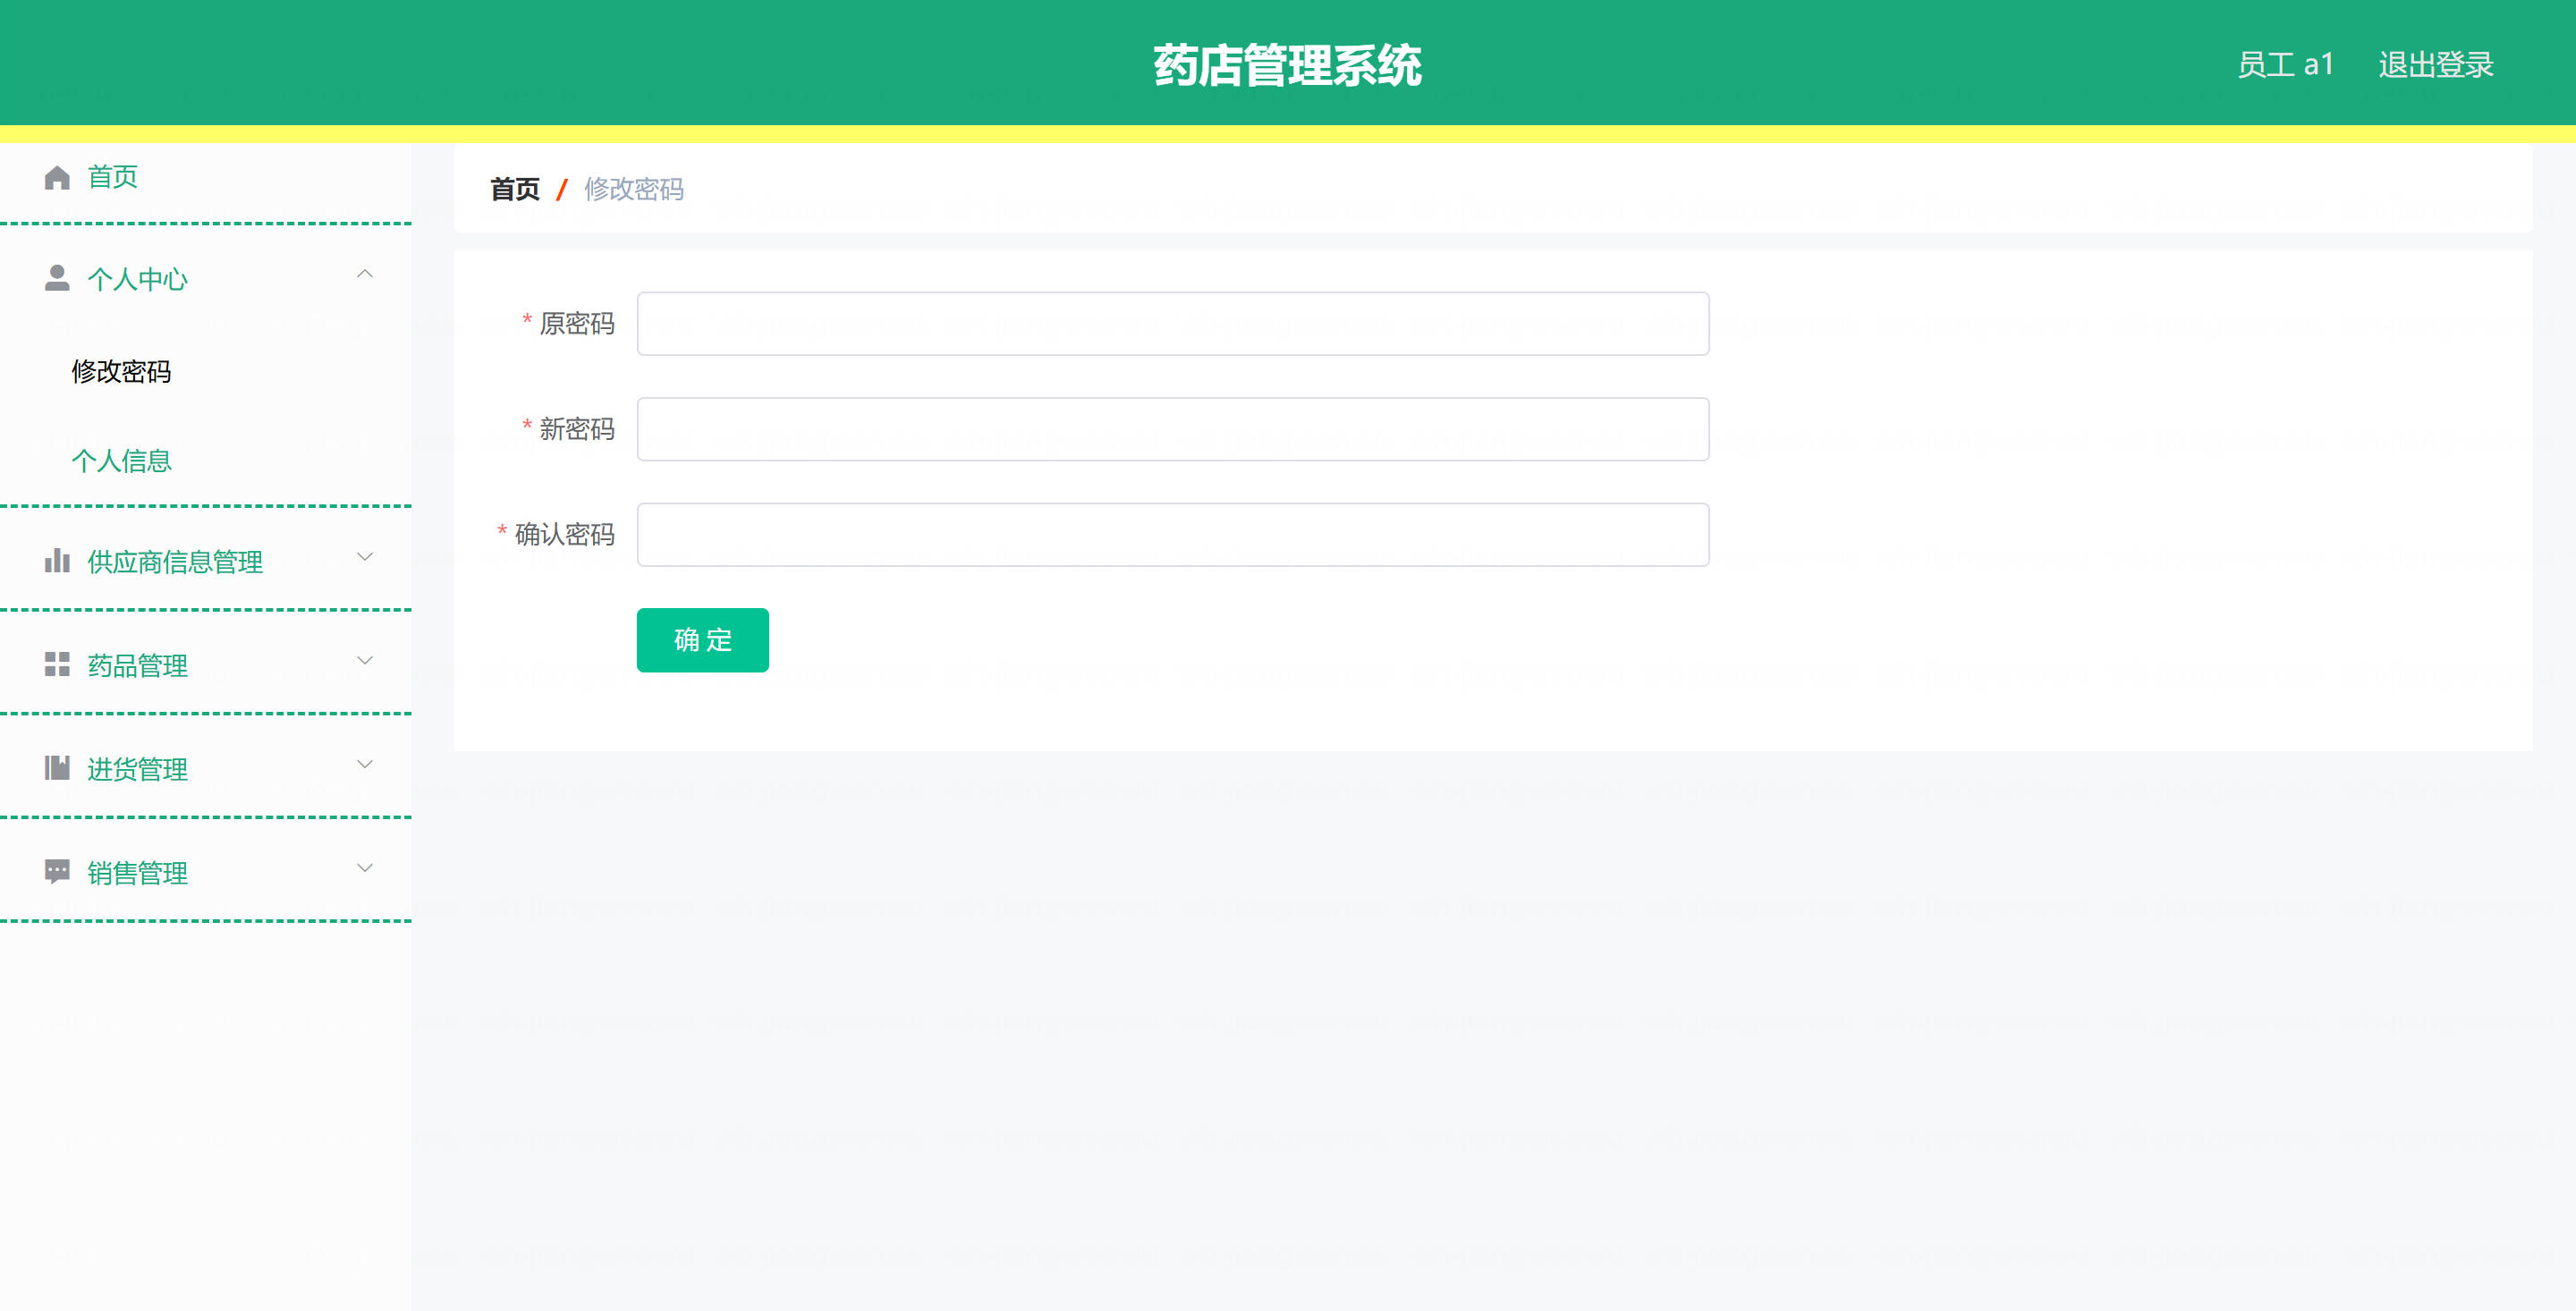 药店管理系统
员工 a1
退出登录
首页
个人中心
修改密码
个人信息
供应商信息管理
药品管理
进货管理
销售管理
首页 / 修改密码
* 原密码
* 新密码
* 确认密码
确 定